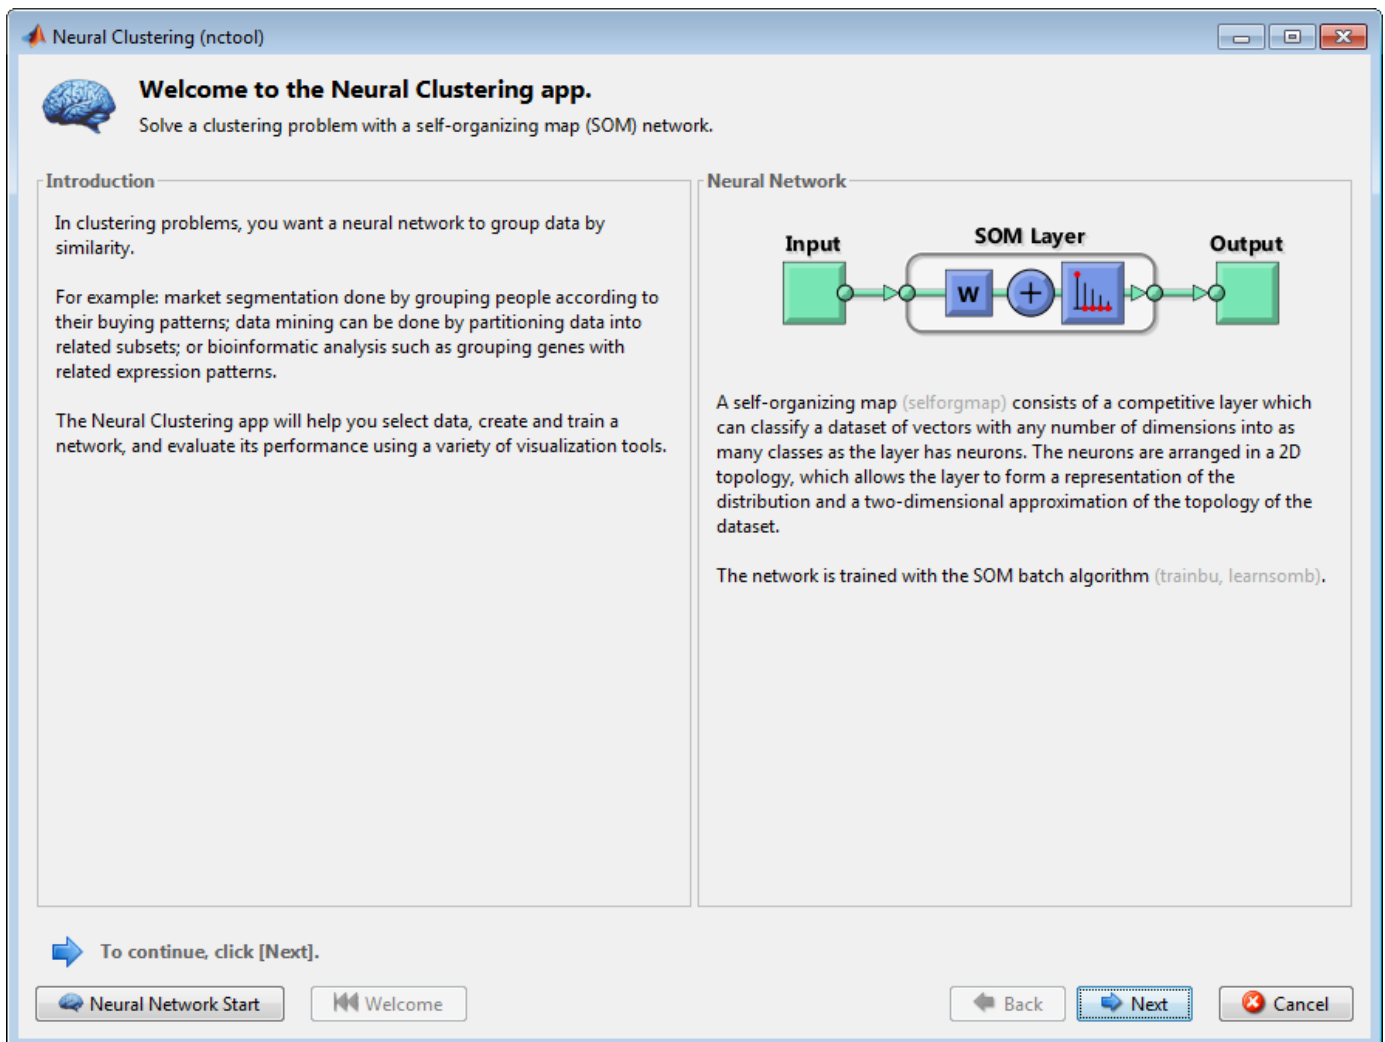 Neural Clustering (nctool)
Welcome to the Neural Clustering app.
Solve a clustering problem with a self-organizing map (SOM) network.
Introduction
In clustering problems, you want a neural network to group data by
similarity.
For example: market segmentation done by grouping people according to
their buying patterns; data mining can be done by partitioning data into
related subsets; or bioinformatic analysis such as grouping genes with
related expression patterns.
The Neural Clustering app will help you select data, create and train a
network, and evaluate its performance using a variety of visualization tools.
Neural Network
Input
SOM Layer
Output
W
+
A self-organizing map (selforgmap) consists of a competitive layer which
can classify a dataset of vectors with any number of dimensions into as
many classes as the layer has neurons. The neurons are arranged in a 2D
topology, which allows the layer to form a representation of the
distribution and a two-dimensional approximation of the topology of the
dataset.
The network is trained with the SOM batch algorithm (trainbu, learnsomb).
To continue, click [Next].
Neural Network Start
Welcome
Back
Next
Cancel